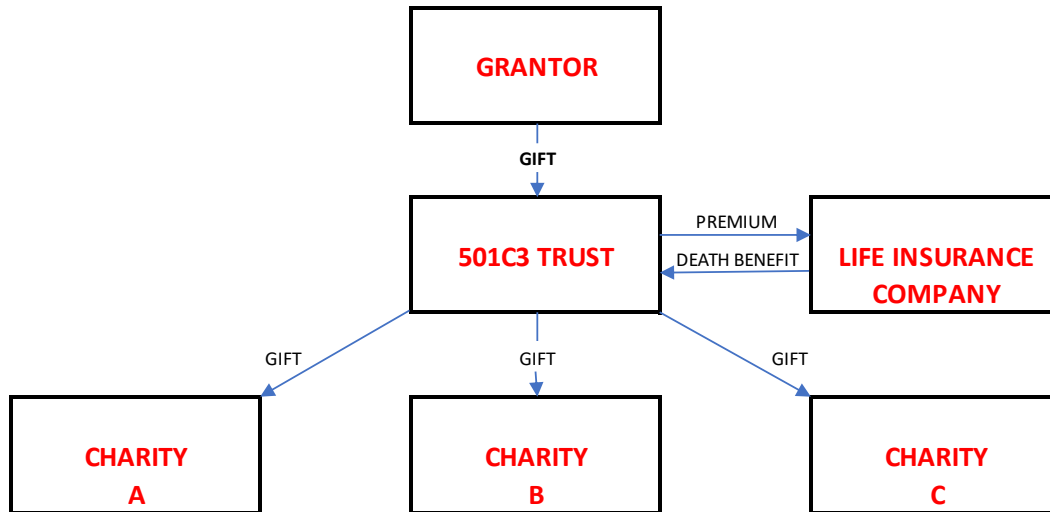 GRANTOR
GIFT
501C3 TRUST
PREMIUM
DEATH BENEFIT
LIFE INSURANCE
COMPANY
GIFT
GIFT
GIFT
CHARITY
A
CHARITY
B
CHARITY
C